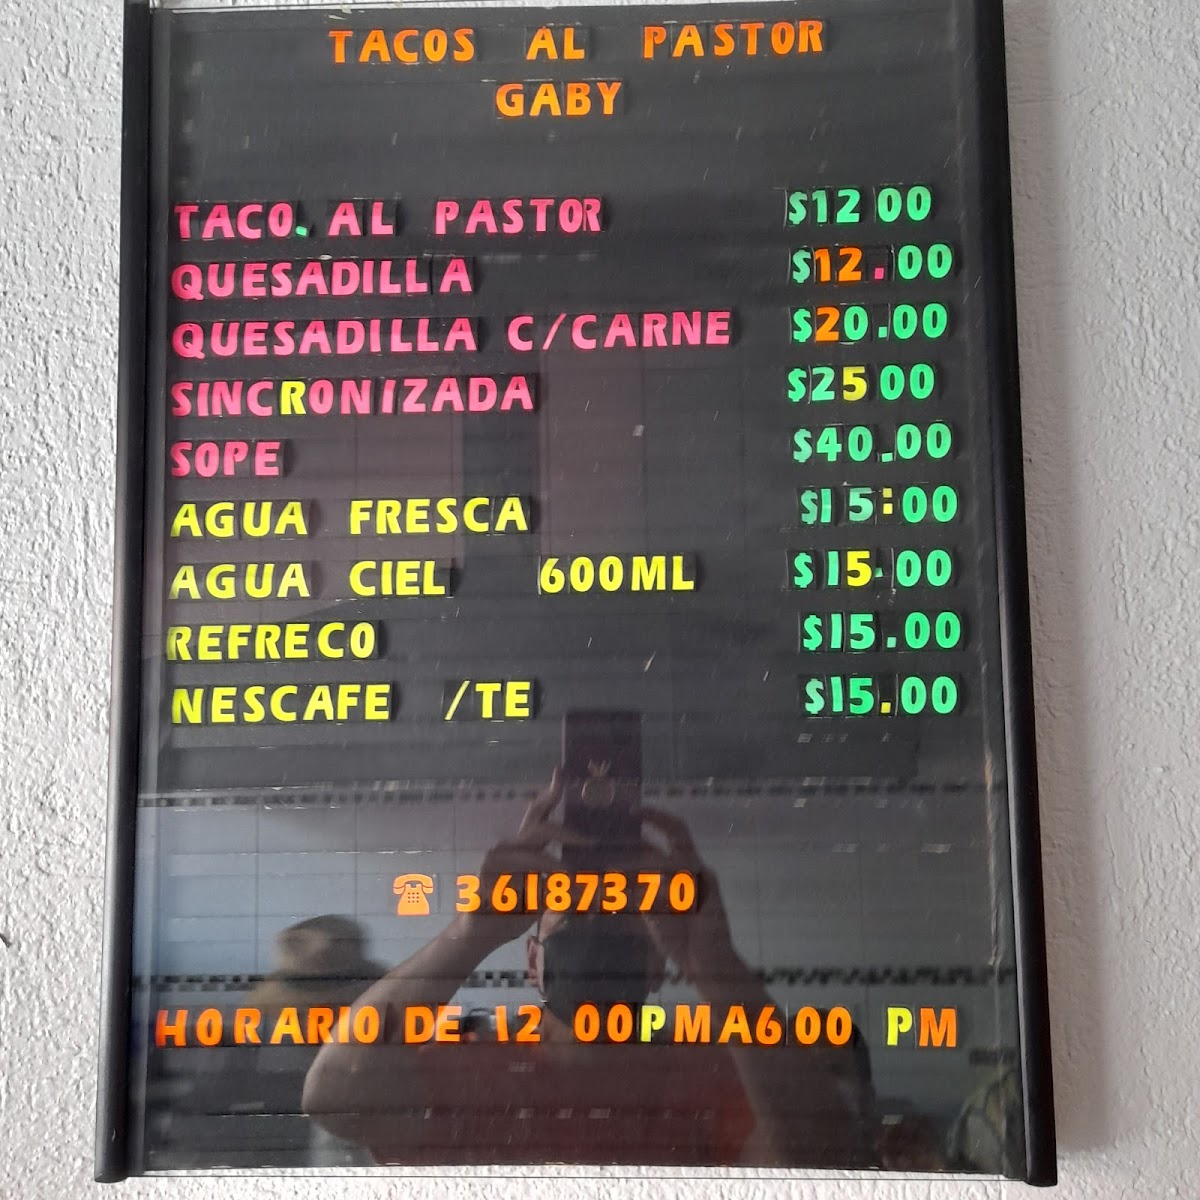 TACOS AL PASTOR
GABY
TACO. AL PASTOR $12 00
QUESADILLA $12.00
QUESADILLA C/CARNE $20.00
SINCRONIZADA $25 00
SOPE $40.00
AGUA FRESCA $15:00
AGUA CIEL 600ML $15.00
REFRECO $15.00
NESCAFE /TE $15.00
☎ 36187370
HORARIO DE 12 00PMA600 PM